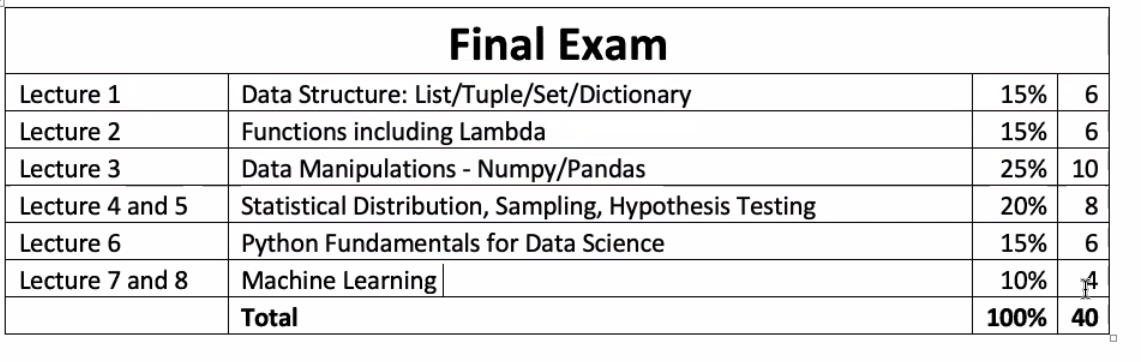 Final Exam
Lecture 1 Data Structure: List/Tuple/Set/Dictionary 15% 6
Lecture 2 Functions including Lambda 15% 6
Lecture 3 Data Manipulations - Numpy/Pandas 25% 10
Lecture 4 and 5 Statistical Distribution, Sampling, Hypothesis Testing 20% 8
Lecture 6 Python Fundamentals for Data Science 15% 6
Lecture 7 and 8 Machine Learning 10% 4
Total 100% 40